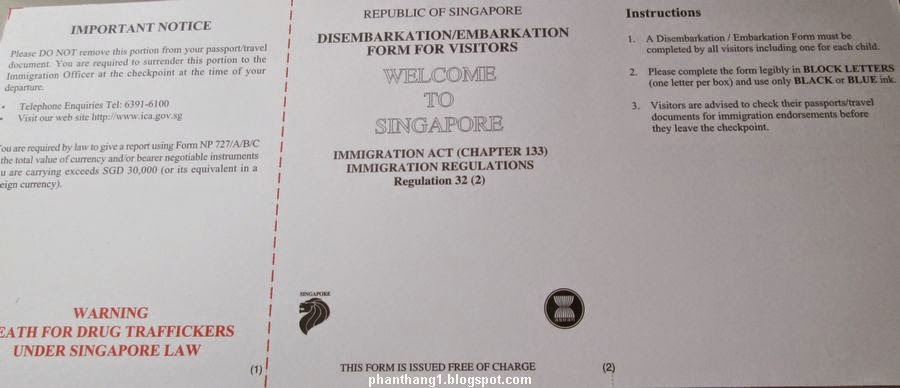 IMPORTANT NOTICE
Please DO NOT remove this portion from your passport/travel
document. You are required to surrender this portion to the
Immigration Officer at the checkpoint at the time of your
departure.
• Telephone Enquiries Tel: 6391-6100
• Visit our web site http://www.ica.gov.sg
ou are required by law to give a report using Form NP 727/A/B/C
the total value of currency and/or bearer negotiable instruments
u are carrying exceeds SGD 30,000 (or its equivalent in a
eign currency).
WARNING
EATH FOR DRUG TRAFFICKERS
UNDER SINGAPORE LAW
(1)
REPUBLIC OF SINGAPORE
DISEMBARKATION/EMBARKATION
FORM FOR VISITORS
WELCOME
TO
SINGAPORE
IMMIGRATION ACT (CHAPTER 133)
IMMIGRATION REGULATIONS
Regulation 32 (2)
SINGAPORE
asean
THIS FORM IS ISSUED FREE OF CHARGE
(2)
Instructions
1. A Disembarkation / Embarkation Form must be
completed by all visitors including one for each child.
2. Please complete the form legibly in BLOCK LETTERS
(one letter per box) and use only BLACK or BLUE ink.
3. Visitors are advised to check their passports/travel
documents for immigration endorsements before
they leave the checkpoint.
phanthang1.blogspot.com